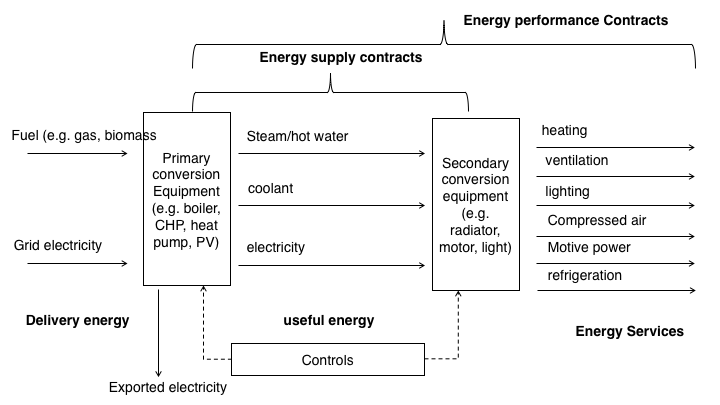 Energy performance Contracts
Energy supply contracts
Fuel (e.g. gas, biomass
Grid electricity
Primary
conversion
Equipment
(e.g. boiler,
CHP, heat
pump, PV)
Steam/hot water
coolant
electricity
Secondary
conversion
equipment
(e.g.
radiator,
motor, light)
heating
ventilation
lighting
Compressed air
Motive power
refrigeration
Delivery energy
useful energy
Energy Services
Controls
Exported electricity